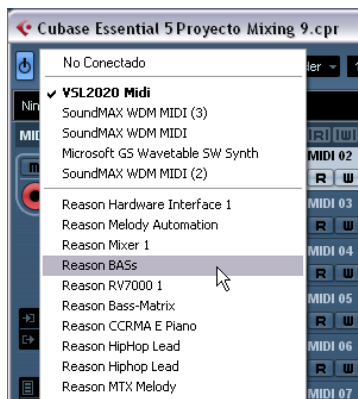 Cubase Essential 5 Proyecto Mixing 9.cpr
No Conectado
VSL2020 Midi
SoundMAX WDM MIDI (3)
SoundMAX WDM MIDI
Microsoft GS Wavetable SW Synth
SoundMAX WDM MIDI (2)
Reason Hardware Interface 1
Reason Melody Automation
Reason Mixer 1
Reason BASs
Reason RV7000 1
Reason Bass-Matrix
Reason CCRMA E Piano
Reason HipHop Lead
Reason Hiphop Lead
Reason MTX Melody
Nin
MID
m
der
R W
MIDI 02
R W
MIDI 03
R W
MIDI 04
R W
MIDI 05
R W
MIDI 06
R W
MIDI 07